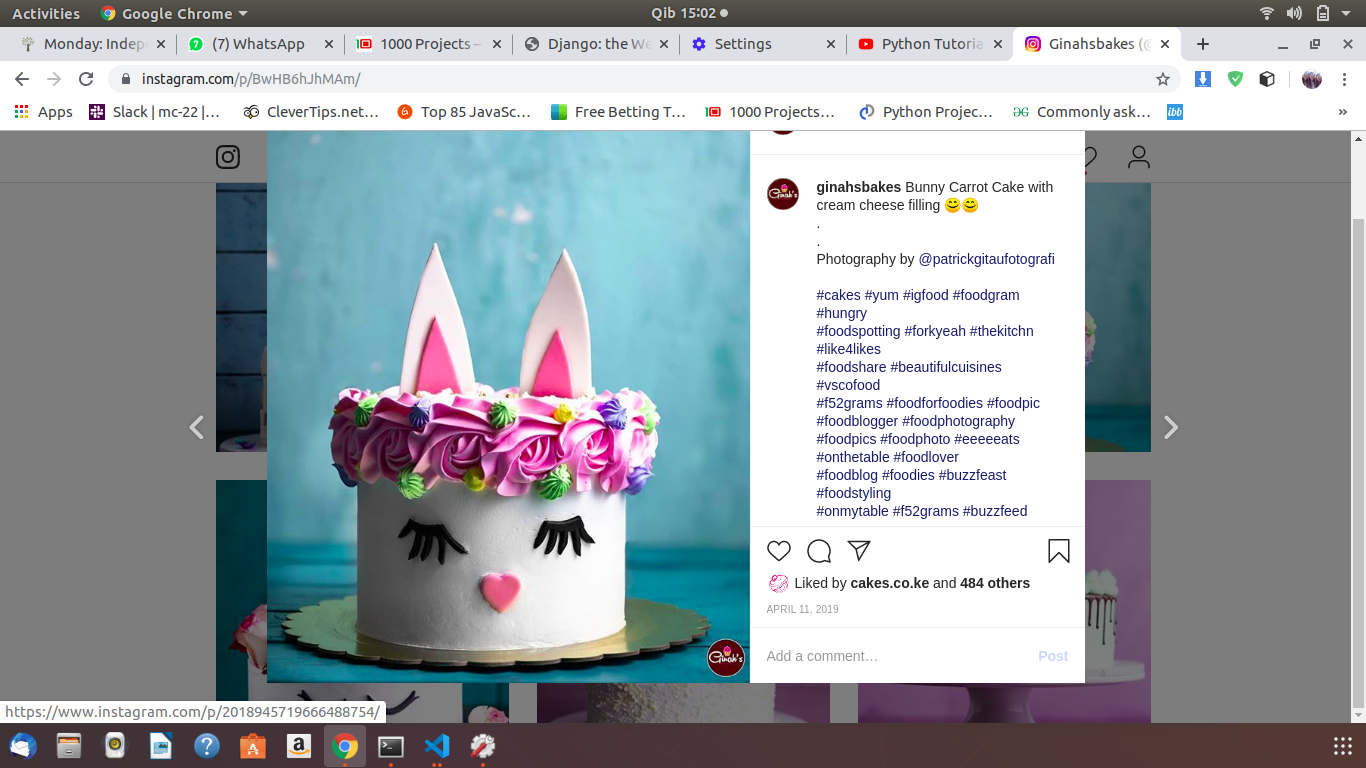 Activities
Google Chrome
Qib 15:02
Monday: Indep
(7) WhatsApp
1000 Projects –
Django: the We
Settings
Python Tutoria
Ginahsbakes (@
instagram.com/p/BwHB6hJhMAm/
Apps
Slack | mc-22 |…
CleverTips.net…
Top 85 JavaSc…
Free Betting T…
1000 Projects…
Python Projec…
Commonly ask…
ibb
»
ginahsbakes Bunny Carrot Cake with
cream cheese filling 😊😊
.
.
Photography by @patrickgitaufotografi
#cakes #yum #igfood #foodgram
#hungry
#foodspotting #forkyeah #thekitchn
#like4likes
#foodshare #beautifulcuisines
#vscofood
#f52grams #foodforfoodies #foodpic
#foodblogger #foodphotography
#foodpics #foodphoto #eeeeeats
#onthetable #foodlover
#foodblog #foodies #buzzfeast
#foodstyling
#onmytable #f52grams #buzzfeed
Liked by cakes.co.ke and 484 others
APRIL 11, 2019
Add a comment…
Post
Ginah's
Ginah's
https://www.instagram.com/p/2018945719666488754/